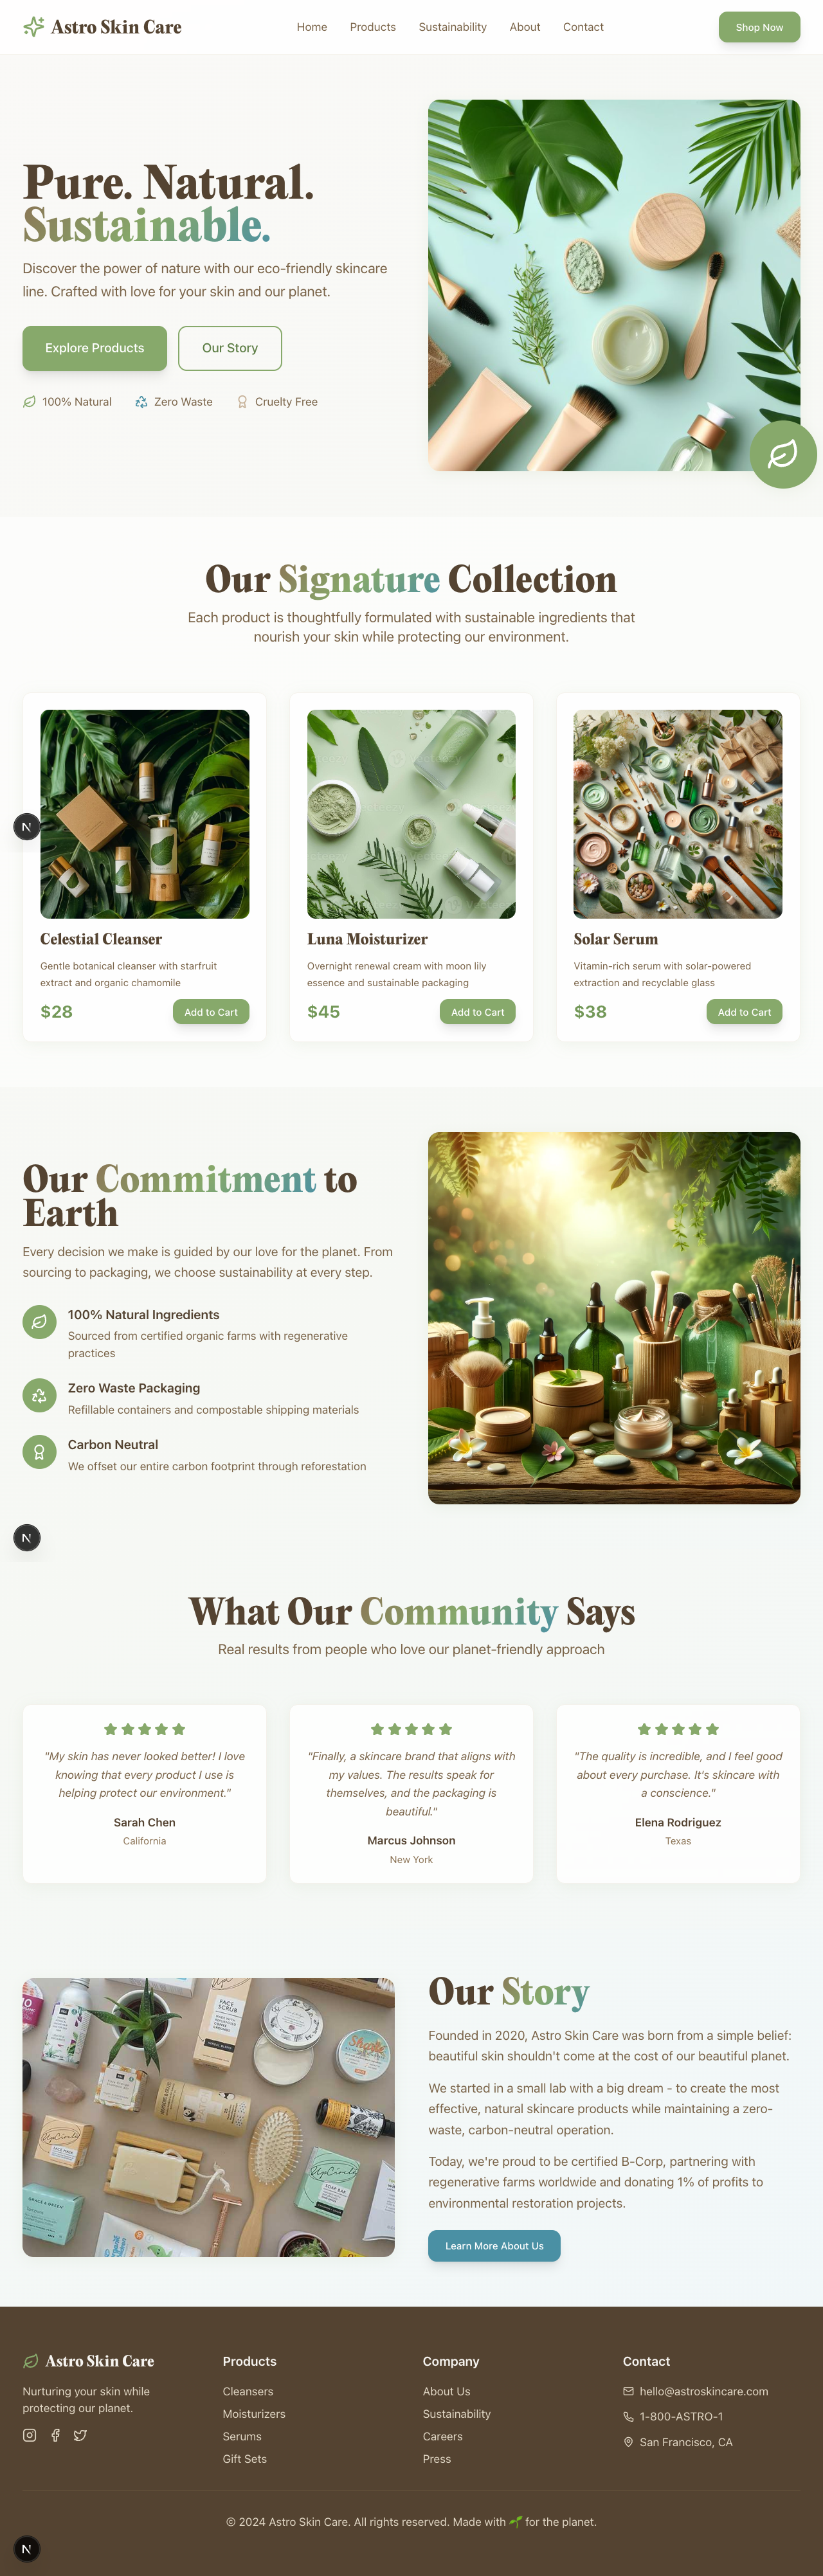 Astro Skin Care
Home Products Sustainability About Contact
Shop Now
Pure. Natural.
Sustainable.
Discover the power of nature with our eco-friendly skincare
line. Crafted with love for your skin and our planet.
Explore Products
Our Story
100% Natural
Zero Waste
Cruelty Free
Our Signature Collection
Each product is thoughtfully formulated with sustainable ingredients that
nourish your skin while protecting our environment.
N
Celestial Cleanser
Gentle botanical cleanser with starfruit
extract and organic chamomile
$28
Add to Cart
Luna Moisturizer
Overnight renewal cream with moon lily
essence and sustainable packaging
$45
Add to Cart
Solar Serum
Vitamin-rich serum with solar-powered
extraction and recyclable glass
$38
Add to Cart
Our Commitment to
Earth
Every decision we make is guided by our love for the planet. From
sourcing to packaging, we choose sustainability at every step.
100% Natural Ingredients
Sourced from certified organic farms with regenerative
practices
Zero Waste Packaging
Refillable containers and compostable shipping materials
Carbon Neutral
We offset our entire carbon footprint through reforestation
N
What Our Community Says
Real results from people who love our planet-friendly approach
"My skin has never looked better! I love
knowing that every product I use is
helping protect our environment."
Sarah Chen
California
"Finally, a skincare brand that aligns with
my values. The results speak for
themselves, and the packaging is
beautiful."
Marcus Johnson
New York
"The quality is incredible, and I feel good
about every purchase. It's skincare with
a conscience."
Elena Rodriguez
Texas
FACE
SCRUB
UpCircle
SOAP BAR
Our Story
Founded in 2020, Astro Skin Care was born from a simple belief:
beautiful skin shouldn't come at the cost of our beautiful planet.
We started in a small lab with a big dream - to create the most
effective, natural skincare products while maintaining a zero-
waste, carbon-neutral operation.
Today, we're proud to be certified B-Corp, partnering with
regenerative farms worldwide and donating 1% of profits to
environmental restoration projects.
Learn More About Us
Astro Skin Care
Nurturing your skin while
protecting our planet.
Products
Cleansers
Moisturizers
Serums
Gift Sets
Company
About Us
Sustainability
Careers
Press
Contact
hello@astroskincare.com
1-800-ASTRO-1
San Francisco, CA
© 2024 Astro Skin Care. All rights reserved. Made with 🌱 for the planet.
N